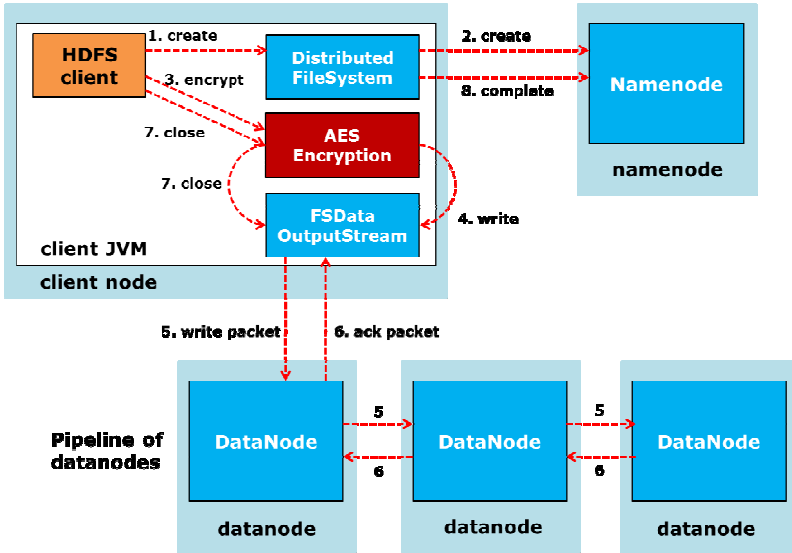 1. create
2. create
HDFS
client
Distributed
FileSystem
Namenode
3. encrypt
8. complete
7. close
AES
Encryption
namenode
7. close
4. write
FSData
OutputStream
client JVM
client node
5. write packet
6. ack packet
Pipeline of
datanodes
DataNode
5
DataNode
5
DataNode
6
6
datanode
datanode
datanode